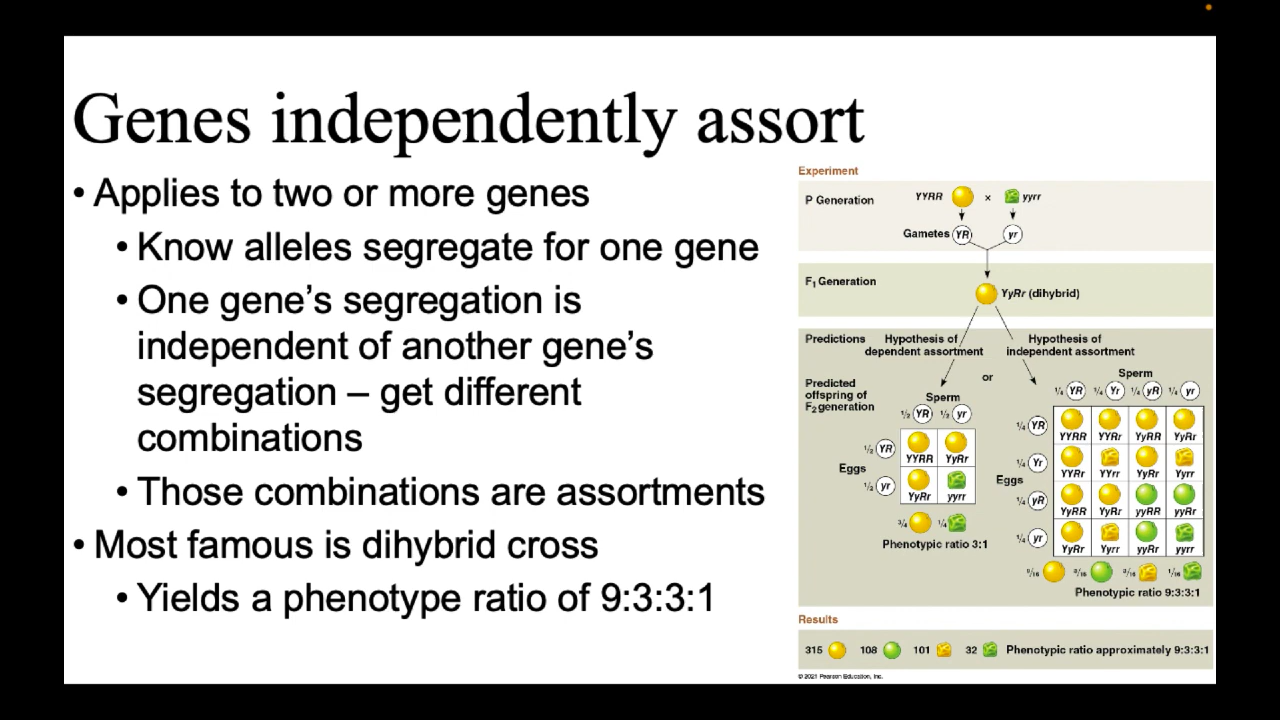 Genes independently assort
• Applies to two or more genes
• Know alleles segregate for one gene
• One gene's segregation is
independent of another gene's
segregation – get different
combinations
• Those combinations are assortments
• Most famous is dihybrid cross
• Yields a phenotype ratio of 9:3:3:1
Experiment
P Generation
YYRR × yyrr
Gametes YR yr
F₁ Generation
YyRr (dihybrid)
Predictions
Hypothesis of
dependent assortment
or
Hypothesis of
independent assortment
Predicted
offspring of
F₂ generation
Sperm
½ YR ½ yr
Eggs
½ YR
½ yr
YYRR YyRr
YyRr yyrr
¾ ¼
Phenotypic ratio 3:1
Sperm
¼ YR ¼ Yr ¼ yR ¼ yr
Eggs
¼ YR
¼ Yr
¼ yR
¼ yr
YYRR YYRr YyRR YyRr
YYRr YYrr YyRr Yyrr
YyRR YyRr yyRR yyRr
YyRr Yyrr yyRr yyrr
9/16 3/16 3/16 1/16
Phenotypic ratio 9:3:3:1
Results
315 108 101 32 Phenotypic ratio approximately 9:3:3:1
© 2021 Pearson Education, Inc.